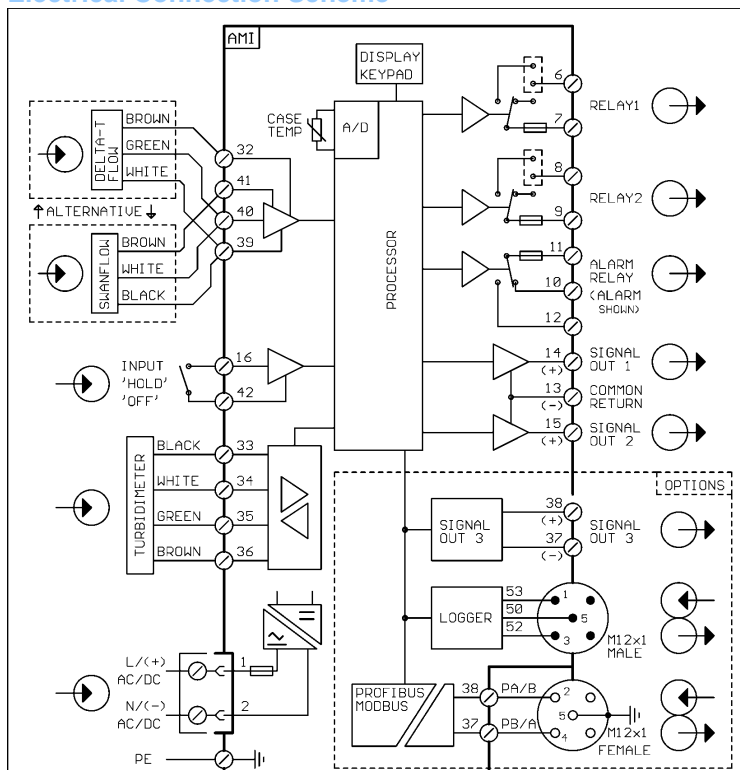 Electrical Connection Scheme
AMI
DISPLAY
KEYPAD
CASE
TEMP
A/D
PROCESSOR
DELTA-T
FLOW
BROWN
GREEN
WHITE
ALTERNATIVE
SWANFLOW
BROWN
WHITE
BLACK
32
41
40
39
INPUT
'HOLD'
'OFF'
16
42
TURBIDIMETER
BLACK
WHITE
GREEN
BROWN
33
34
35
36
L/(+)
AC/DC
1
N/(-)
AC/DC
2
PE
6
7
RELAY1
8
9
RELAY2
11
10
12
ALARM
RELAY
(ALARM
SHOWN)
14
(+)
SIGNAL
OUT 1
13
(-)
COMMON
RETURN
15
(+)
SIGNAL
OUT 2
OPTIONS
SIGNAL
OUT 3
38
(+)
37
(-)
SIGNAL
OUT 3
LOGGER
53
50
52
1
5
3
M12x1
MALE
PROFIBUS
MODBUS
38
PA/B
37
PB/A
2
5
4
M12x1
FEMALE